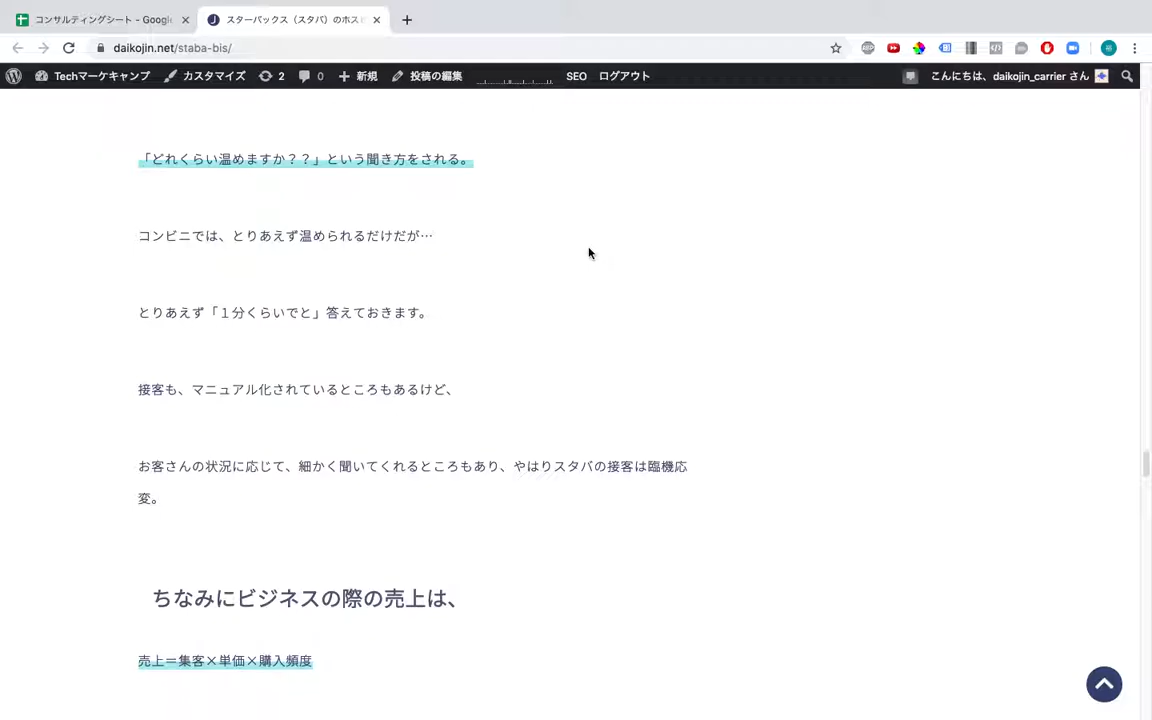 コンサルティングシート - Google
スターバックス（スタバ）のホス
daikojin.net/staba-bis/
Techマーケキャンプ カスタマイズ 2 0 新規 投稿の編集 SEO ログアウト こんにちは、daikojin_carrier さん
「どれくらい温めますか？？」という聞き方をされる。
コンビニでは、とりあえず温められるだけだが…
とりあえず「１分くらいでと」答えておきます。
接客も、マニュアル化されているところもあるけど、
お客さんの状況に応じて、細かく聞いてくれるところもあり、やはりスタバの接客は臨機応
変。
ちなみにビジネスの際の売上は、
売上＝集客×単価×購入頻度